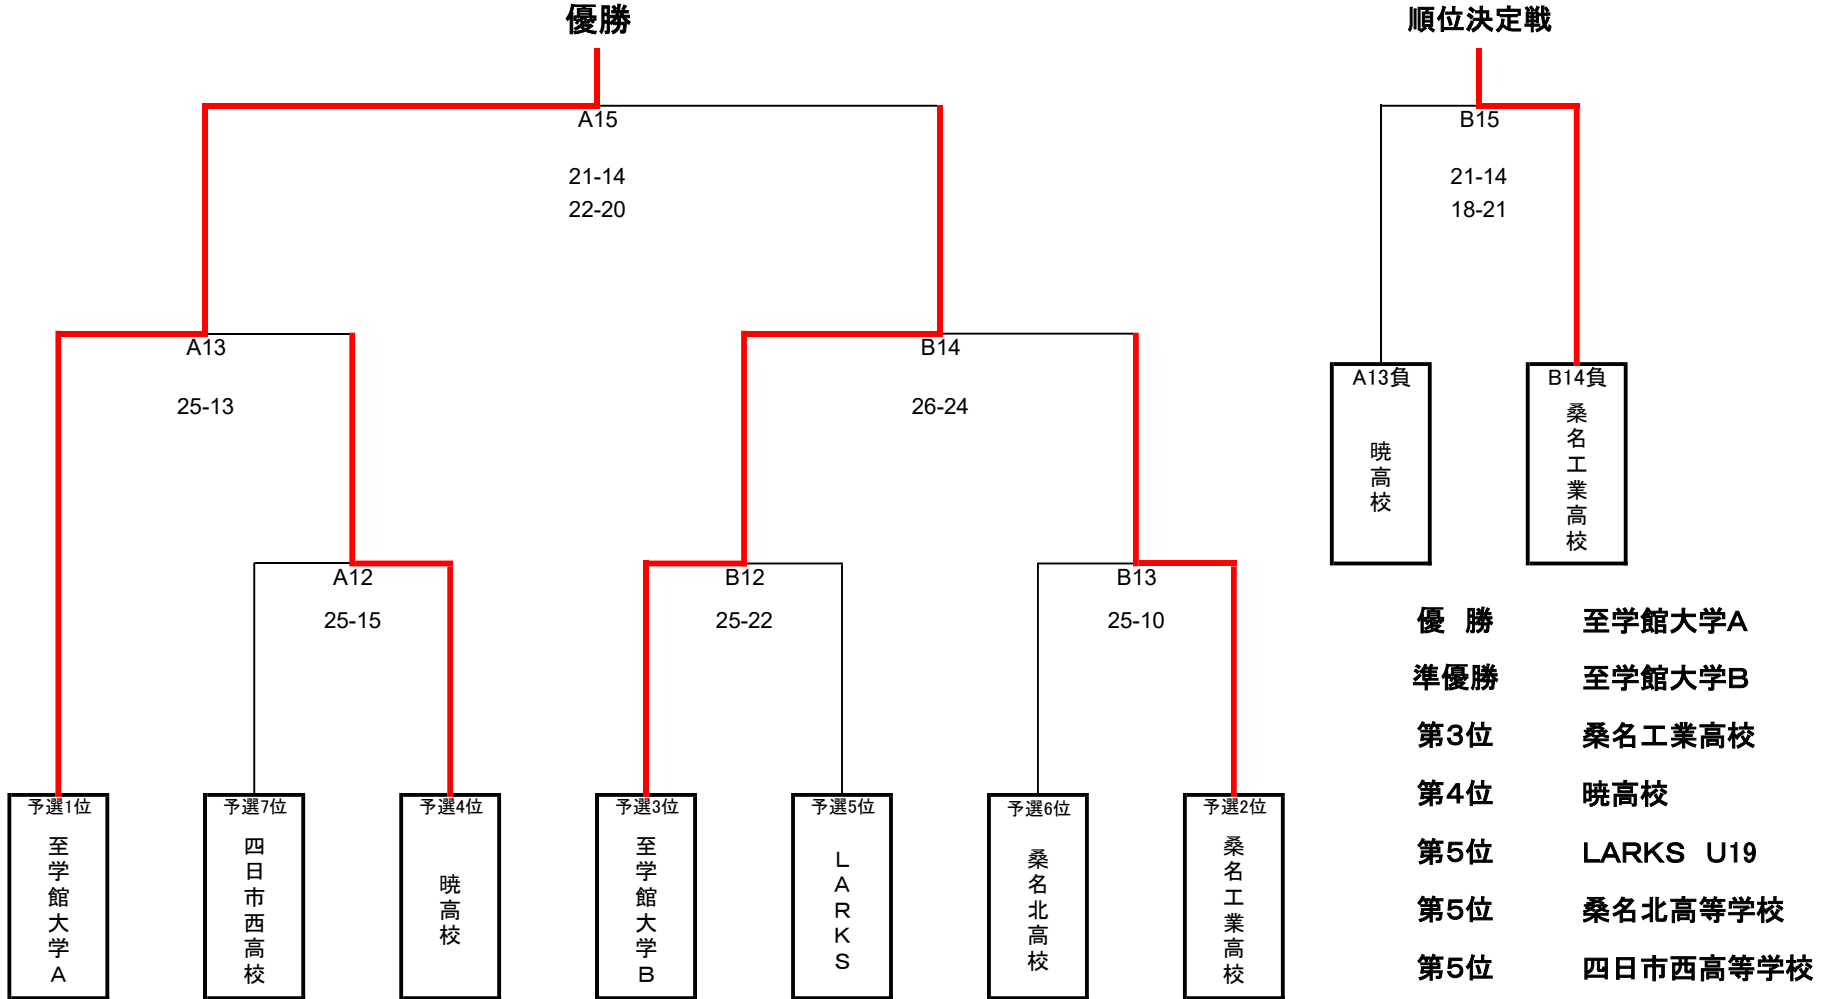 優勝
順位決定戦
A15
21-14
22-20
B15
21-14
18-21
A13
25-13
B14
26-24
A13負
暁高校
B14負
桑名工業高校
A12
25-15
B12
25-22
B13
25-10
優　勝　至学館大学A
準優勝　至学館大学B
第3位　桑名工業高校
第4位　暁高校
第5位　LARKS　U19
第5位　桑名北高等学校
第5位　四日市西高等学校
予選1位
至学館大学A
予選7位
四日市西高校
予選4位
暁高校
予選3位
至学館大学B
予選5位
LARKS
予選6位
桑名北高校
予選2位
桑名工業高校